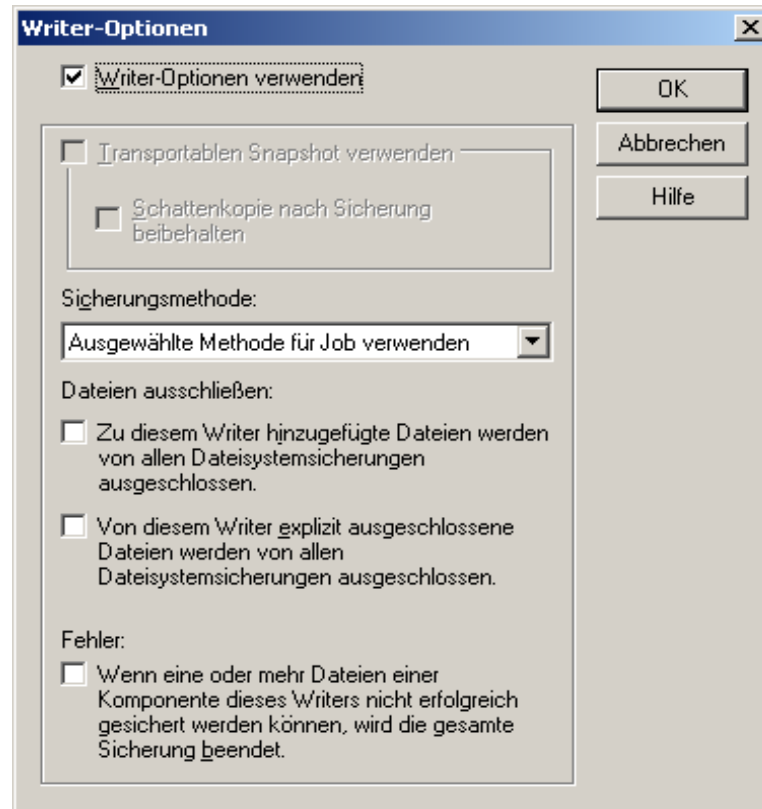 Writer-Optionen
Writer-Optionen verwenden
OK
Abbrechen
Hilfe
Transportablen Snapshot verwenden
Schattenkopie nach Sicherung
beibehalten
Sicherungsmethode:
Ausgewählte Methode für Job verwenden
Dateien ausschließen:
Zu diesem Writer hinzugefügte Dateien werden
von allen Dateisystemsicherungen
ausgeschlossen.
Von diesem Writer explizit ausgeschlossene
Dateien werden von allen
Dateisystemsicherungen ausgeschlossen.
Fehler:
Wenn eine oder mehr Dateien einer
Komponente dieses Writers nicht erfolgreich
gesichert werden können, wird die gesamte
Sicherung beendet.